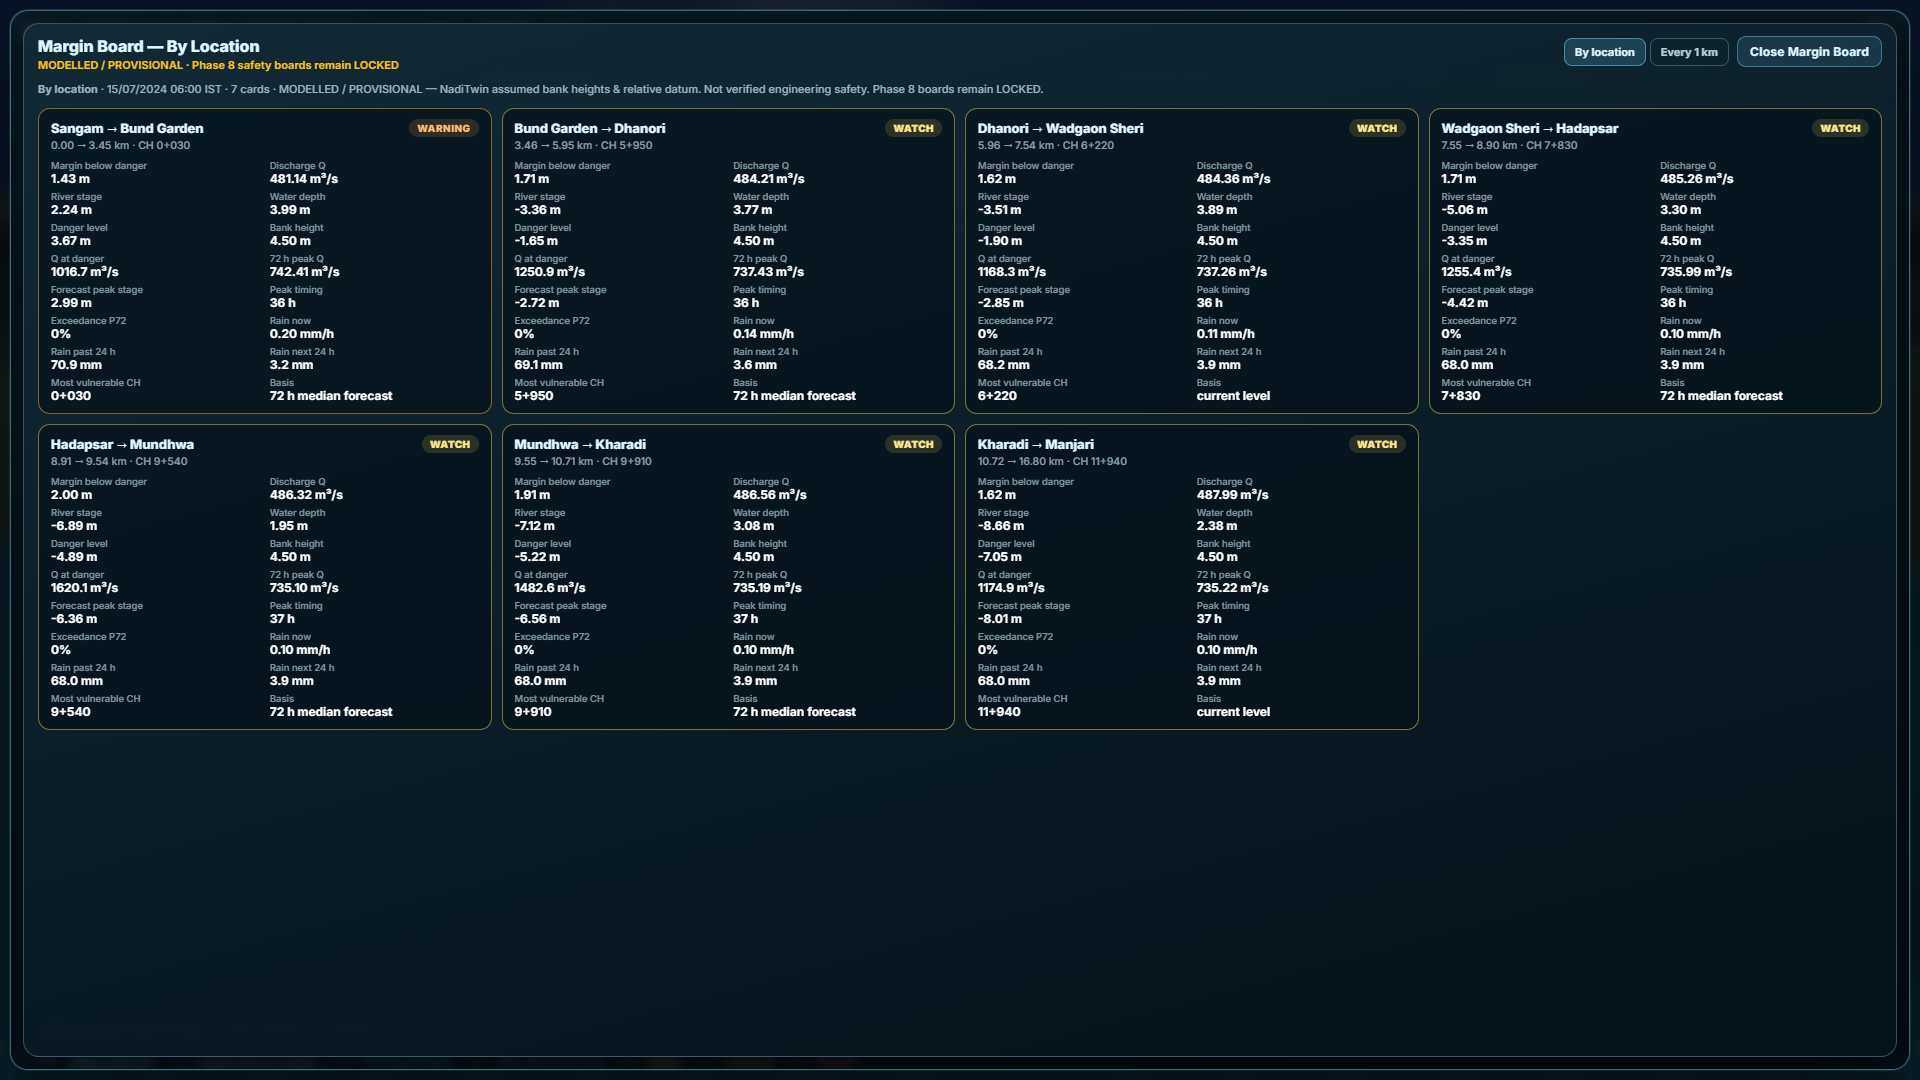 Margin Board — By Location
MODELLED / PROVISIONAL · Phase 8 safety boards remain LOCKED
By location
Every 1 km
Close Margin Board
By location · 15/07/2024 06:00 IST · 7 cards · MODELLED / PROVISIONAL — NadiTwin assumed bank heights & relative datum. Not verified engineering safety. Phase 8 boards remain LOCKED.
Sangam → Bund Garden
WARNING
0.00 → 3.45 km · CH 0+030
Margin below danger Discharge Q
1.43 m 481.14 m³/s
River stage Water depth
2.24 m 3.99 m
Danger level Bank height
3.67 m 4.50 m
Q at danger 72 h peak Q
1016.7 m³/s 742.41 m³/s
Forecast peak stage Peak timing
2.99 m 36 h
Exceedance P72 Rain now
0% 0.20 mm/h
Rain past 24 h Rain next 24 h
70.9 mm 3.2 mm
Most vulnerable CH Basis
0+030 72 h median forecast
Bund Garden → Dhanori
WATCH
3.46 → 5.95 km · CH 5+950
Margin below danger Discharge Q
1.71 m 484.21 m³/s
River stage Water depth
-3.36 m 3.77 m
Danger level Bank height
-1.65 m 4.50 m
Q at danger 72 h peak Q
1250.9 m³/s 737.43 m³/s
Forecast peak stage Peak timing
-2.72 m 36 h
Exceedance P72 Rain now
0% 0.14 mm/h
Rain past 24 h Rain next 24 h
69.1 mm 3.6 mm
Most vulnerable CH Basis
5+950 72 h median forecast
Dhanori → Wadgaon Sheri
WATCH
5.96 → 7.54 km · CH 6+220
Margin below danger Discharge Q
1.62 m 484.36 m³/s
River stage Water depth
-3.51 m 3.89 m
Danger level Bank height
-1.90 m 4.50 m
Q at danger 72 h peak Q
1168.3 m³/s 737.26 m³/s
Forecast peak stage Peak timing
-2.85 m 36 h
Exceedance P72 Rain now
0% 0.11 mm/h
Rain past 24 h Rain next 24 h
68.2 mm 3.9 mm
Most vulnerable CH Basis
6+220 current level
Wadgaon Sheri → Hadapsar
WATCH
7.55 → 8.90 km · CH 7+830
Margin below danger Discharge Q
1.71 m 485.26 m³/s
River stage Water depth
-5.06 m 3.30 m
Danger level Bank height
-3.35 m 4.50 m
Q at danger 72 h peak Q
1255.4 m³/s 735.99 m³/s
Forecast peak stage Peak timing
-4.42 m 36 h
Exceedance P72 Rain now
0% 0.10 mm/h
Rain past 24 h Rain next 24 h
68.0 mm 3.9 mm
Most vulnerable CH Basis
7+830 72 h median forecast
Hadapsar → Mundhwa
WATCH
8.91 → 9.54 km · CH 9+540
Margin below danger Discharge Q
2.00 m 486.32 m³/s
River stage Water depth
-6.89 m 1.95 m
Danger level Bank height
-4.89 m 4.50 m
Q at danger 72 h peak Q
1620.1 m³/s 735.10 m³/s
Forecast peak stage Peak timing
-6.36 m 37 h
Exceedance P72 Rain now
0% 0.10 mm/h
Rain past 24 h Rain next 24 h
68.0 mm 3.9 mm
Most vulnerable CH Basis
9+540 72 h median forecast
Mundhwa → Kharadi
WATCH
9.55 → 10.71 km · CH 9+910
Margin below danger Discharge Q
1.91 m 486.56 m³/s
River stage Water depth
-7.12 m 3.08 m
Danger level Bank height
-5.22 m 4.50 m
Q at danger 72 h peak Q
1482.6 m³/s 735.19 m³/s
Forecast peak stage Peak timing
-6.56 m 37 h
Exceedance P72 Rain now
0% 0.10 mm/h
Rain past 24 h Rain next 24 h
68.0 mm 3.9 mm
Most vulnerable CH Basis
9+910 72 h median forecast
Kharadi → Manjari
WATCH
10.72 → 16.80 km · CH 11+940
Margin below danger Discharge Q
1.62 m 487.99 m³/s
River stage Water depth
-8.66 m 2.38 m
Danger level Bank height
-7.05 m 4.50 m
Q at danger 72 h peak Q
1174.9 m³/s 735.22 m³/s
Forecast peak stage Peak timing
-8.01 m 37 h
Exceedance P72 Rain now
0% 0.10 mm/h
Rain past 24 h Rain next 24 h
68.0 mm 3.9 mm
Most vulnerable CH Basis
11+940 current level